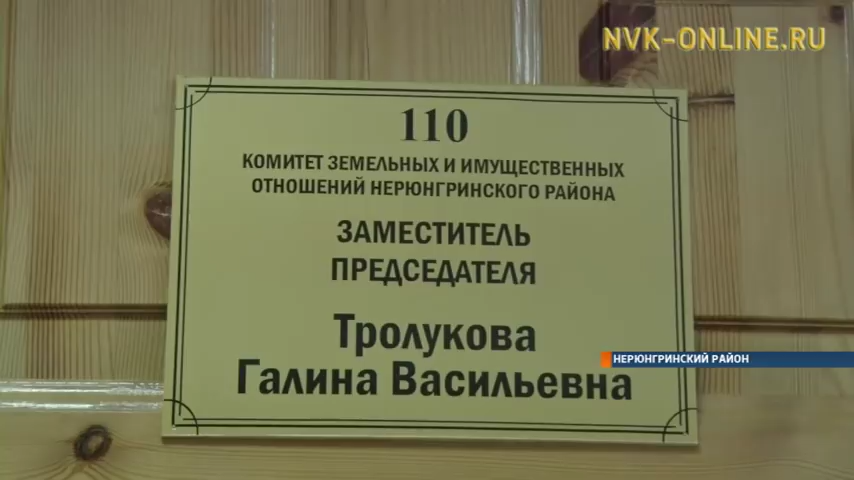 NVK-ONLINE.RU
110
КОМИТЕТ ЗЕМЕЛЬНЫХ И ИМУЩЕСТВЕННЫХ
ОТНОШЕНИЙ НЕРЮНГРИНСКОГО РАЙОНА
ЗАМЕСТИТЕЛЬ
ПРЕДСЕДАТЕЛЯ
Тролукова
НЕРЮНГРИНСКИЙ РАЙОН
Галина Васильевна